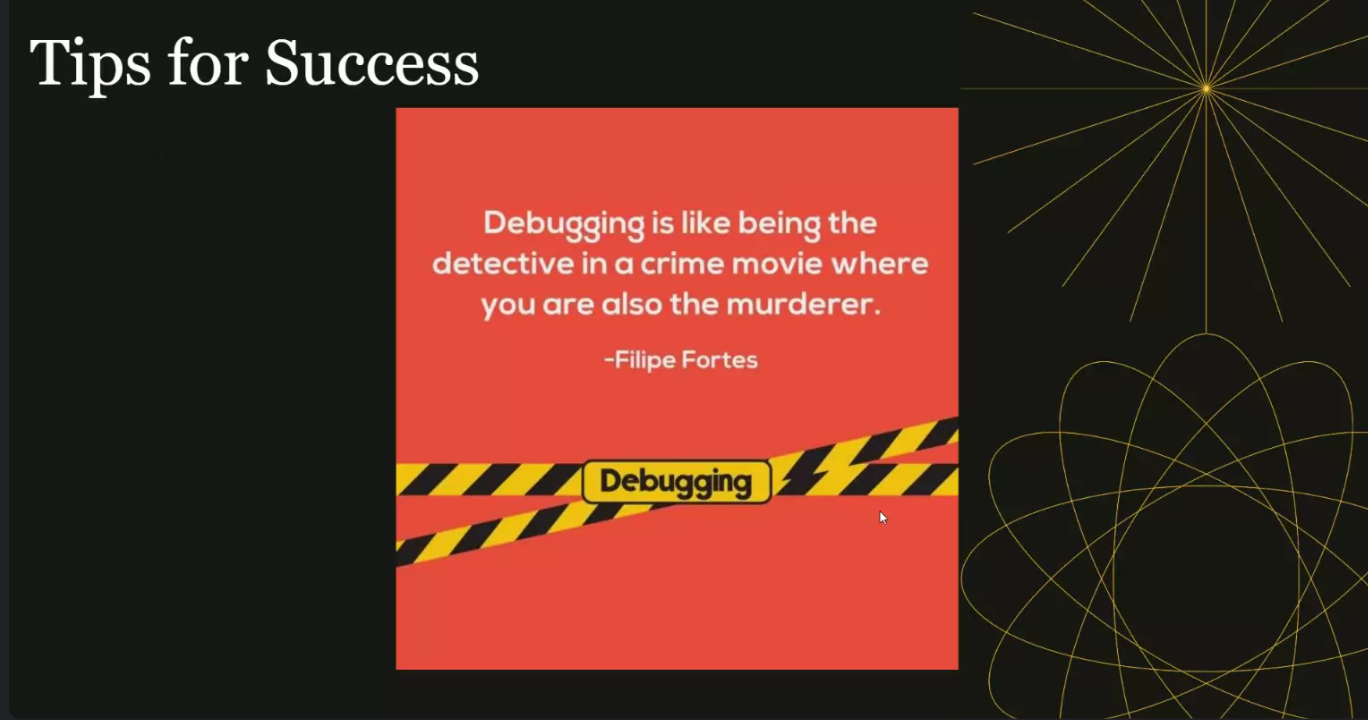 Tips for Success
Debugging is like being the
detective in a crime movie where
you are also the murderer.
-Filipe Fortes
Debugging